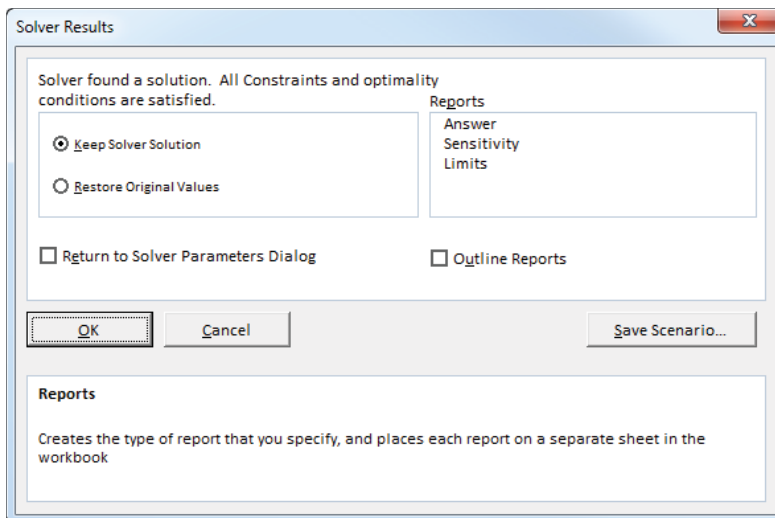 Solver Results
X
Solver found a solution. All Constraints and optimality
conditions are satisfied.
Keep Solver Solution
Restore Original Values
Reports
Answer
Sensitivity
Limits
Return to Solver Parameters Dialog
Outline Reports
OK
Cancel
Save Scenario...
Reports
Creates the type of report that you specify, and places each report on a separate sheet in the
workbook